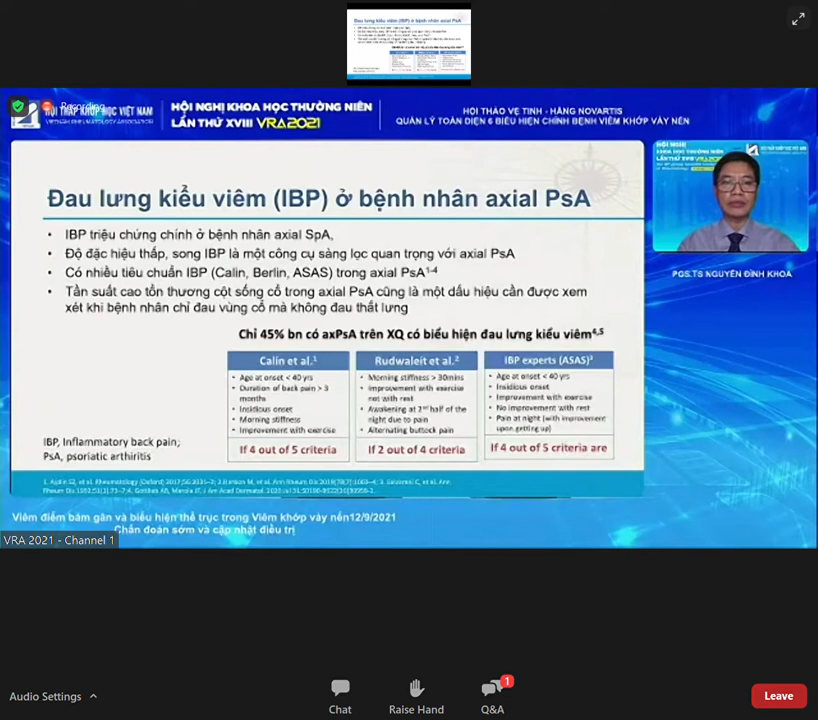 Đau lưng kiểu viêm (IBP) ở bệnh nhân axial PsA
Recording
HỘI THẤP KHỚP HỌC VIỆT NAM
VIETNAM RHEUMATOLOGY ASSOCIATION
HỘI NGHỊ KHOA HỌC THƯỜNG NIÊN
LẦN THỨ XVIII VRA2021
HỘI THẢO VỆ TINH - HÃNG NOVARTIS
QUẢN LÝ TOÀN DIỆN 6 BIỂU HIỆN CHÍNH BỆNH VIÊM KHỚP VẢY NẾN
Đau lưng kiểu viêm (IBP) ở bệnh nhân axial PsA
• IBP triệu chứng chính ở bệnh nhân axial SpA,
• Độ đặc hiệu thấp, song IBP là một công cụ sàng lọc quan trọng với axial PsA
• Có nhiều tiêu chuẩn IBP (Calin, Berlin, ASAS) trong axial PsA¹⁻⁴
• Tần suất cao tổn thương cột sống cổ trong axial PsA cũng là một dấu hiệu cần được xem
xét khi bệnh nhân chỉ đau vùng cổ mà không đau thắt lưng
Chỉ 45% bn có axPsA trên XQ có biểu hiện đau lưng kiểu viêm⁴,⁵
Calin et al.¹
• Age at onset < 40 yrs
• Duration of back pain > 3
months
• Insidious onset
• Morning stiffness
• Improvement with exercise
If 4 out of 5 criteria
Rudwaleit et al.²
• Morning stiffness > 30mins
• Improvement with exercise
not with rest
• Awakening at 2ⁿᵈ half of the
night due to pain
• Alternating buttock pain
If 2 out of 4 criteria
IBP experts (ASAS)³
• Age at onset < 40 yrs
• Insidious onset
• Improvement with exercise
• No improvement with rest
• Pain at night (with improvement
upon getting up)
If 4 out of 5 criteria are
IBP, Inflammatory back pain;
PsA, psoriatic arthiritis
PGS.TS NGUYỄN ĐÌNH KHOA
Viêm điểm bám gân và biểu hiện thể trục trong Viêm khớp vảy nến12/9/2021
Chẩn đoán sớm và cập nhật điều trị
VRA 2021 - Channel 1
Audio Settings
Chat
Raise Hand
1
Q&A
Leave